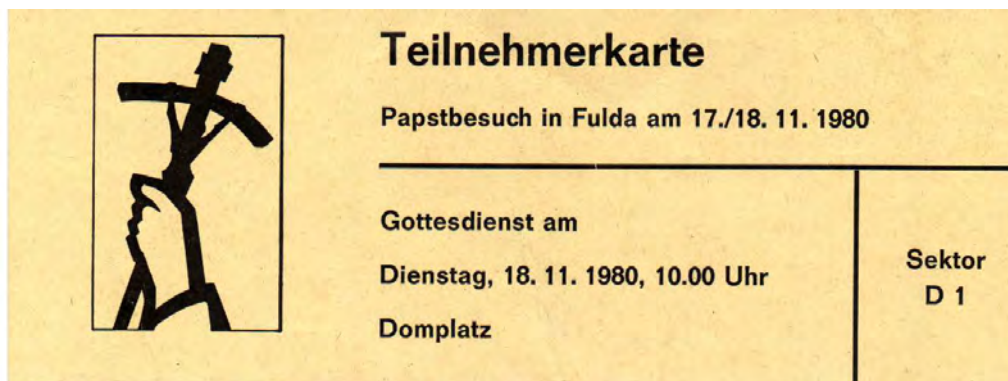 Teilnehmerkarte
Papstbesuch in Fulda am 17./18. 11. 1980
Gottesdienst am
Dienstag, 18. 11. 1980, 10.00 Uhr
Domplatz
Sektor
D 1